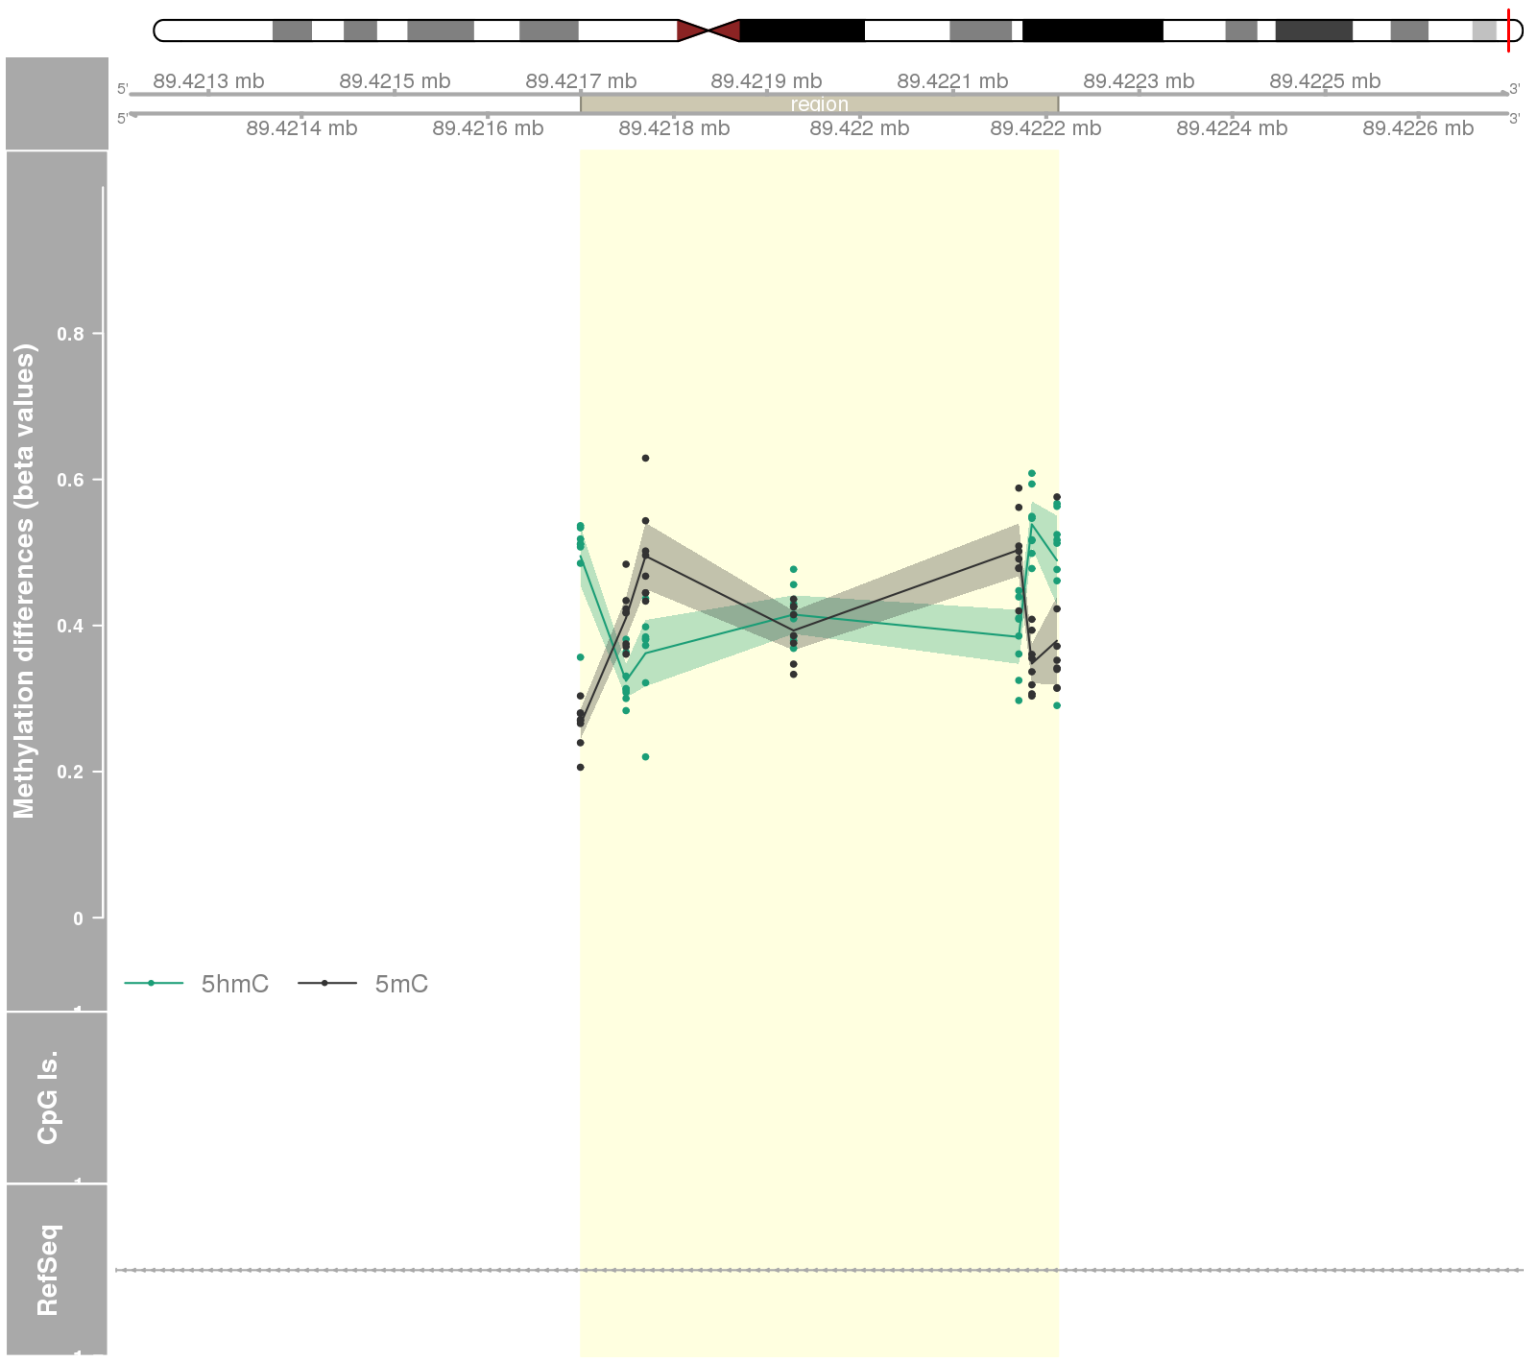 89.4213 mb 89.4215 mb 89.4217 mb 89.4219 mb 89.4221 mb 89.4223 mb 89.4225 mb
5' 3'
region
5' 3'
89.4214 mb 89.4216 mb 89.4218 mb 89.422 mb 89.4222 mb 89.4224 mb 89.4226 mb
Methylation differences (beta values)
0.8
0.6
0.4
0.2
0
5hmC 5mC
CpG Is.
RefSeq